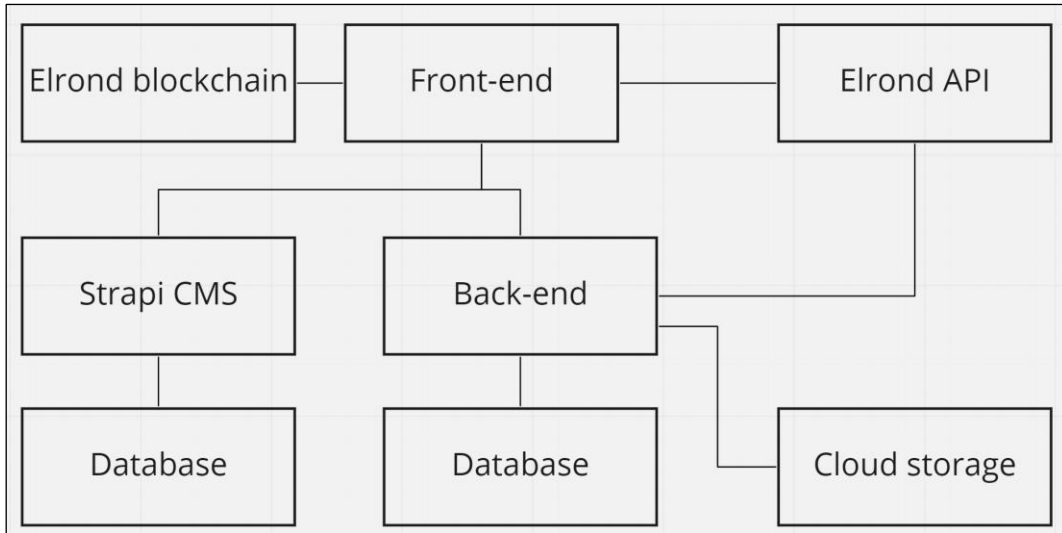 Elrond blockchain
Front-end
Elrond API
Strapi CMS
Back-end
Database
Database
Cloud storage